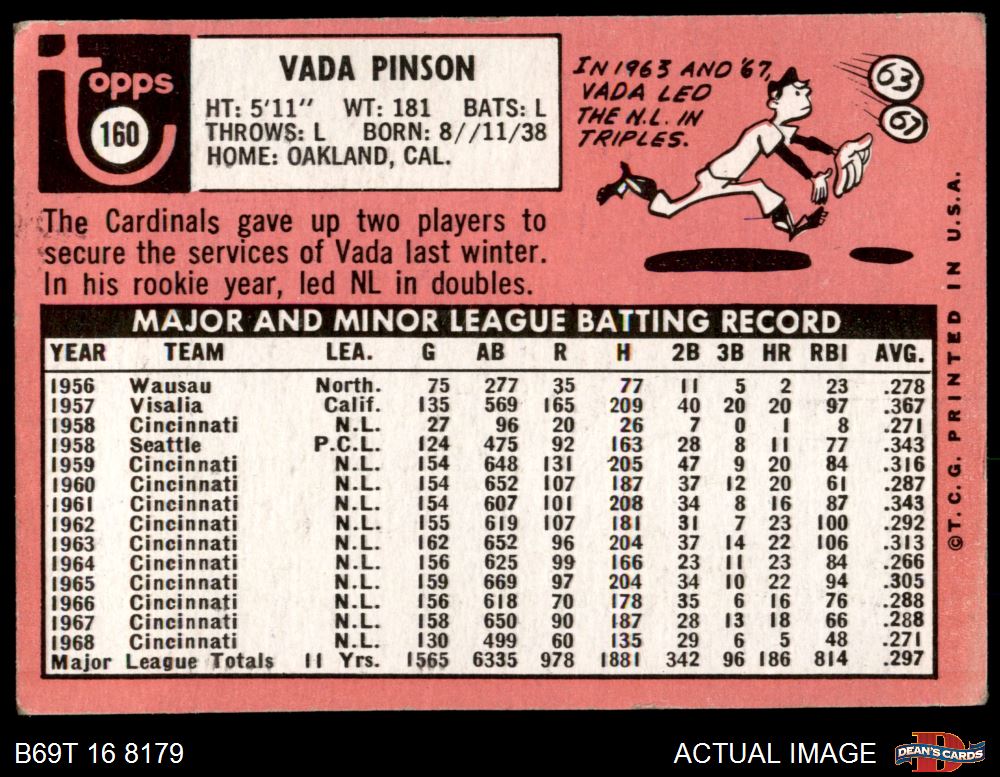 topps
160
VADA PINSON
HT: 5'11" WT: 181 BATS: L
THROWS: L BORN: 8//11/38
HOME: OAKLAND, CAL.
The Cardinals gave up two players to
secure the services of Vada last winter.
In his rookie year, led NL in doubles.
IN 1963 AND '67,
VADA LED
THE N.L. IN
TRIPLES.
63
67
MAJOR AND MINOR LEAGUE BATTING RECORD
YEAR TEAM LEA. G AB R H 2B 3B HR RBI AVG.
1956 Wausau North. 75 277 35 77 11 5 2 23 .278
1957 Visalia Calif. 135 569 165 209 40 20 20 97 .367
1958 Cincinnati N.L. 27 96 20 26 7 0 1 8 .271
1958 Seattle P.C.L. 124 475 92 163 28 8 11 77 .343
1959 Cincinnati N.L. 154 648 131 205 47 9 20 84 .316
1960 Cincinnati N.L. 154 652 107 187 37 12 20 61 .287
1961 Cincinnati N.L. 154 607 101 208 34 8 16 87 .343
1962 Cincinnati N.L. 155 619 107 181 31 7 23 100 .292
1963 Cincinnati N.L. 162 652 96 204 37 14 22 106 .313
1964 Cincinnati N.L. 156 625 99 166 23 11 23 84 .266
1965 Cincinnati N.L. 159 669 97 204 34 10 22 94 .305
1966 Cincinnati N.L. 156 618 70 178 35 6 16 76 .288
1967 Cincinnati N.L. 158 650 90 187 28 13 18 66 .288
1968 Cincinnati N.L. 130 499 60 135 29 6 5 48 .271
Major League Totals 11 Yrs. 1565 6335 978 1881 342 96 186 814 .297
©T.C.G. PRINTED IN U.S.A.
B69T 16 8179
ACTUAL IMAGE
DEAN'S CARDS